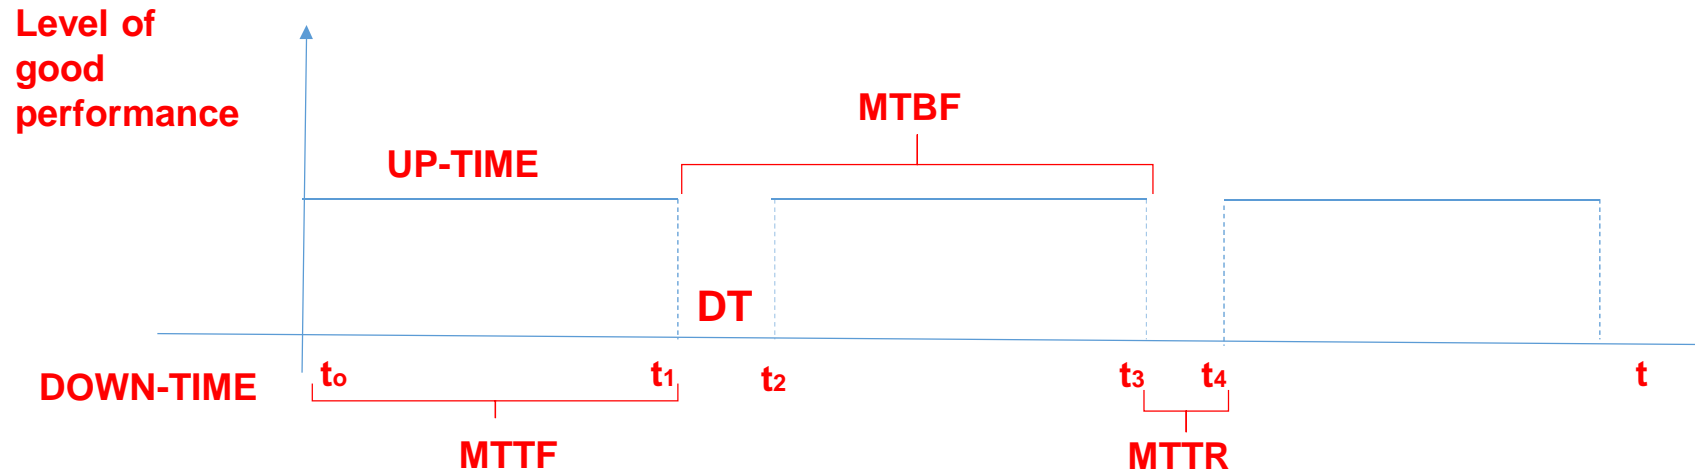 Level of
good
performance
MTBF
UP-TIME
DT
to
t1
t2
t3
t4
t
DOWN-TIME
MTTF
MTTR